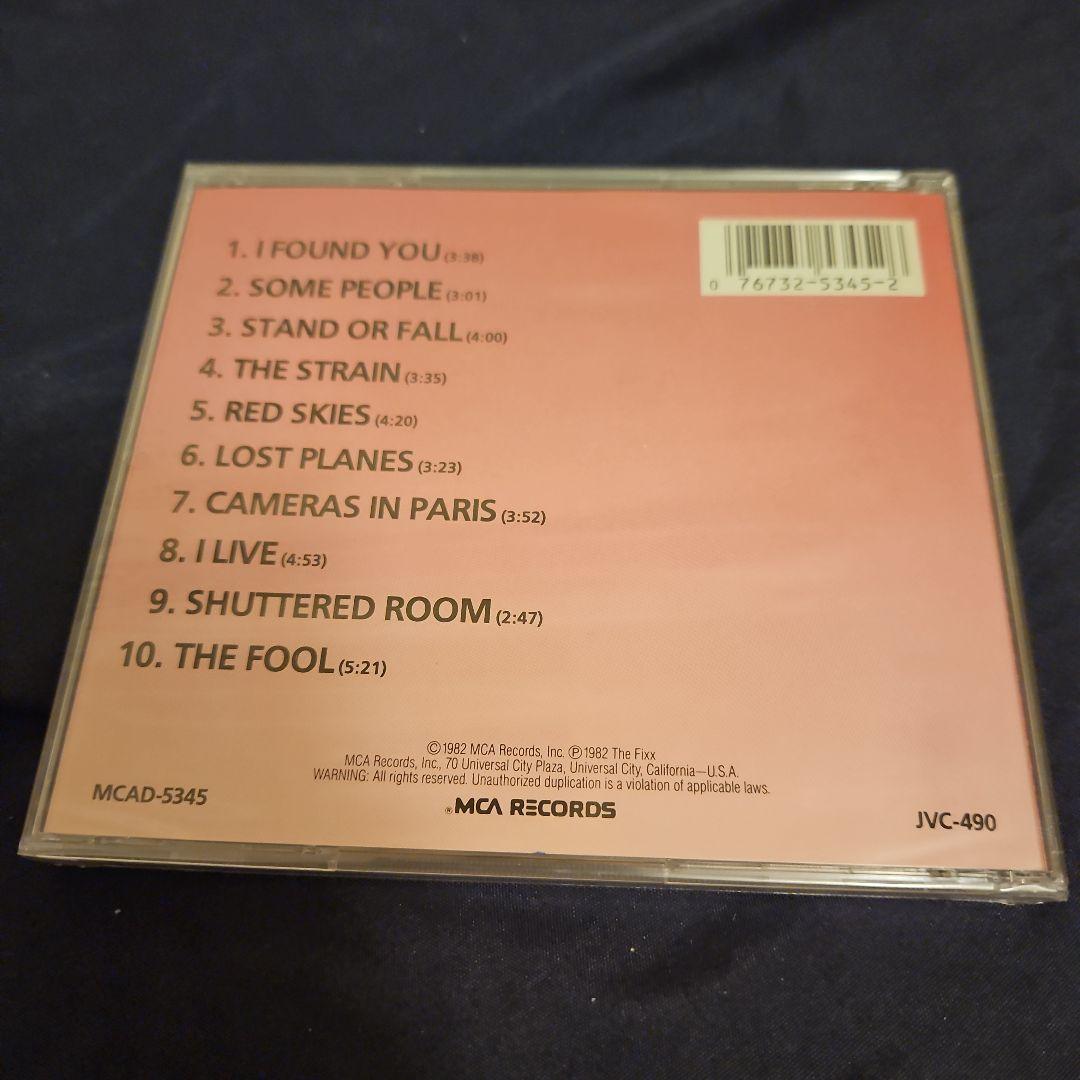 1. I FOUND YOU (3:38)
2. SOME PEOPLE (3:01)
3. STAND OR FALL (4:00)
4. THE STRAIN (3:35)
5. RED SKIES (4:20)
6. LOST PLANES (3:23)
7. CAMERAS IN PARIS (3:52)
8. I LIVE (4:53)
9. SHUTTERED ROOM (2:47)
10. THE FOOL (5:21)
0 76732-5345-2
©1982 MCA Records, Inc. ℗1982 The Fixx
MCA Records, Inc., 70 Universal City Plaza, Universal City, California—U.S.A.
WARNING: All rights reserved. Unauthorized duplication is a violation of applicable laws.
MCAD-5345
®MCA RECORDS
JVC-490